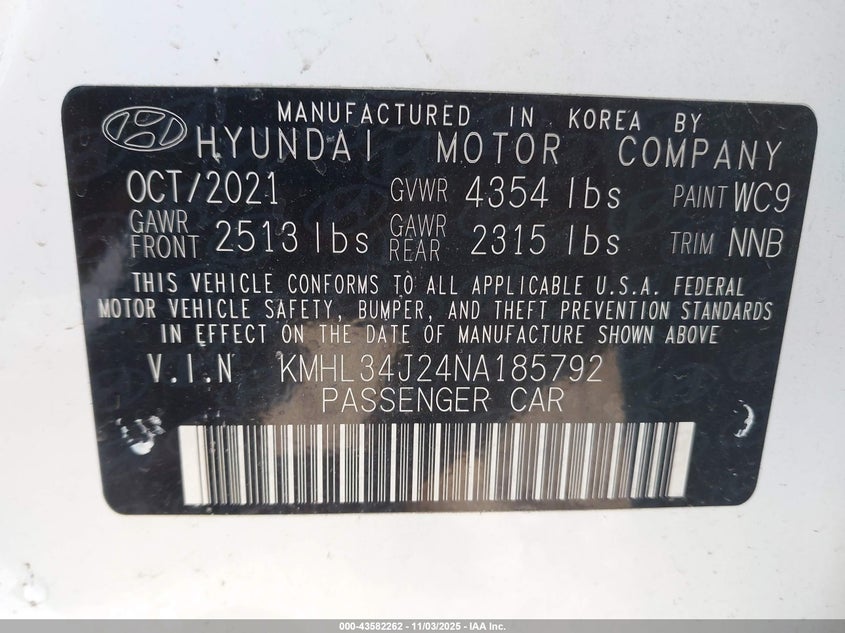 MANUFACTURED IN KOREA BY
HYUNDAI MOTOR COMPANY
OCT/2021 GVWR 4354 lbs PAINT WC9
GAWR FRONT 2513 lbs GAWR REAR 2315 lbs TRIM NNB
THIS VEHICLE CONFORMS TO ALL APPLICABLE U.S.A. FEDERAL
MOTOR VEHICLE SAFETY, BUMPER, AND THEFT PREVENTION STANDARDS
IN EFFECT ON THE DATE OF MANUFACTURE SHOWN ABOVE
V.I.N KMHL34J24NA185792
PASSENGER CAR
000-43582262 - 11/03/2025 - IAA Inc.